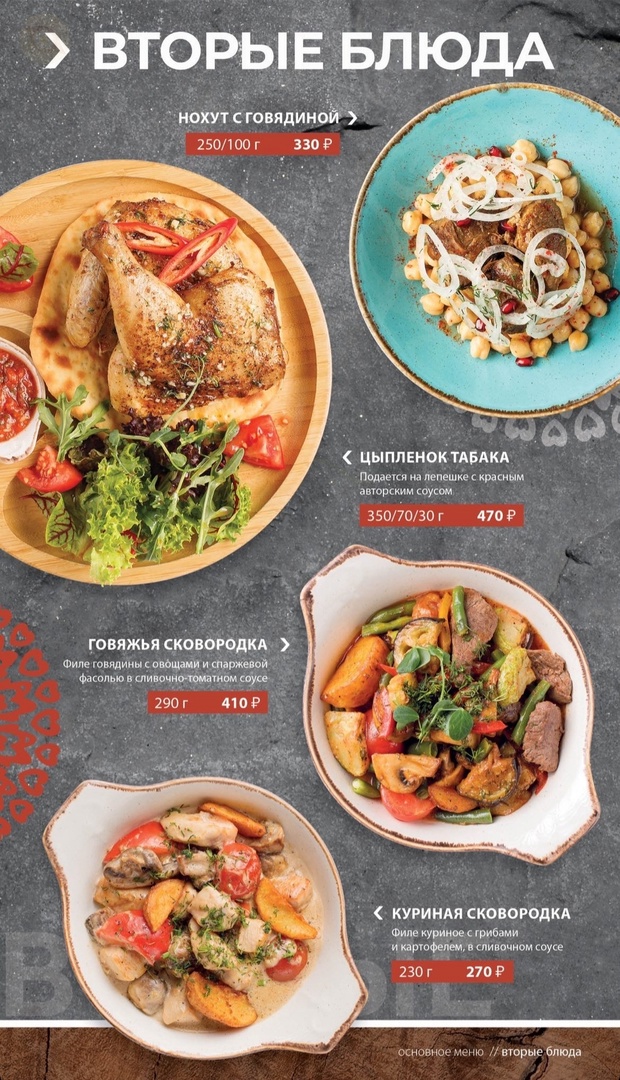 ВТОРЫЕ БЛЮДА
НОХУТ С ГОВЯДИНОЙ
250/100 г 330 ₽
ЦЫПЛЕНОК ТАБАКА
Подается на лепешке с красным
авторским соусом
350/70/30 г 470 ₽
ГОВЯЖЬЯ СКОВОРОДКА
Филе говядины с овощами и спаржевой
фасолью в сливочно-томатном соусе
290 г 410 ₽
КУРИНАЯ СКОВОРОДКА
Филе куриное с грибами
и картофелем, в сливочном соусе
230 г 270 ₽
основное меню // вторые блюда